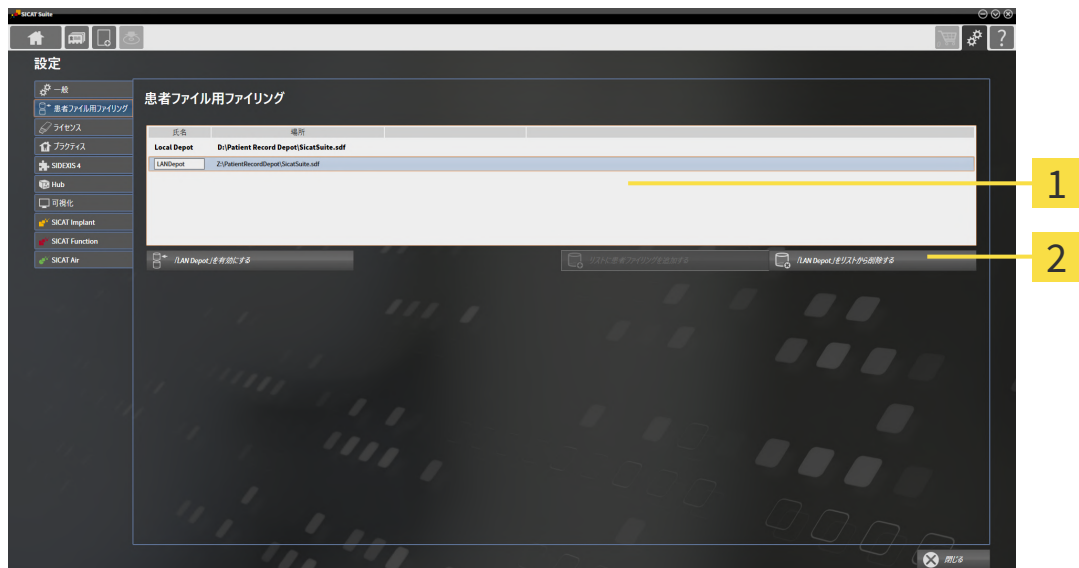 SICAT Suite
設定
一般
患者ファイル用ファイリング
ライセンス
プラクティス
SIDEXIS 4
Hub
可視化
SICAT Implant
SICAT Function
SICAT Air
患者ファイル用ファイリング
氏名 場所
Local Depot D:\Patient Record Depot\SicatSuite.sdf
LANDepot Z:\PatientRecordDepot\SicatSuite.sdf
「LAN Depot」を有効にする
リストに患者ファイリングを追加する
「LAN Depot」をリストから削除する
閉じる
1
2